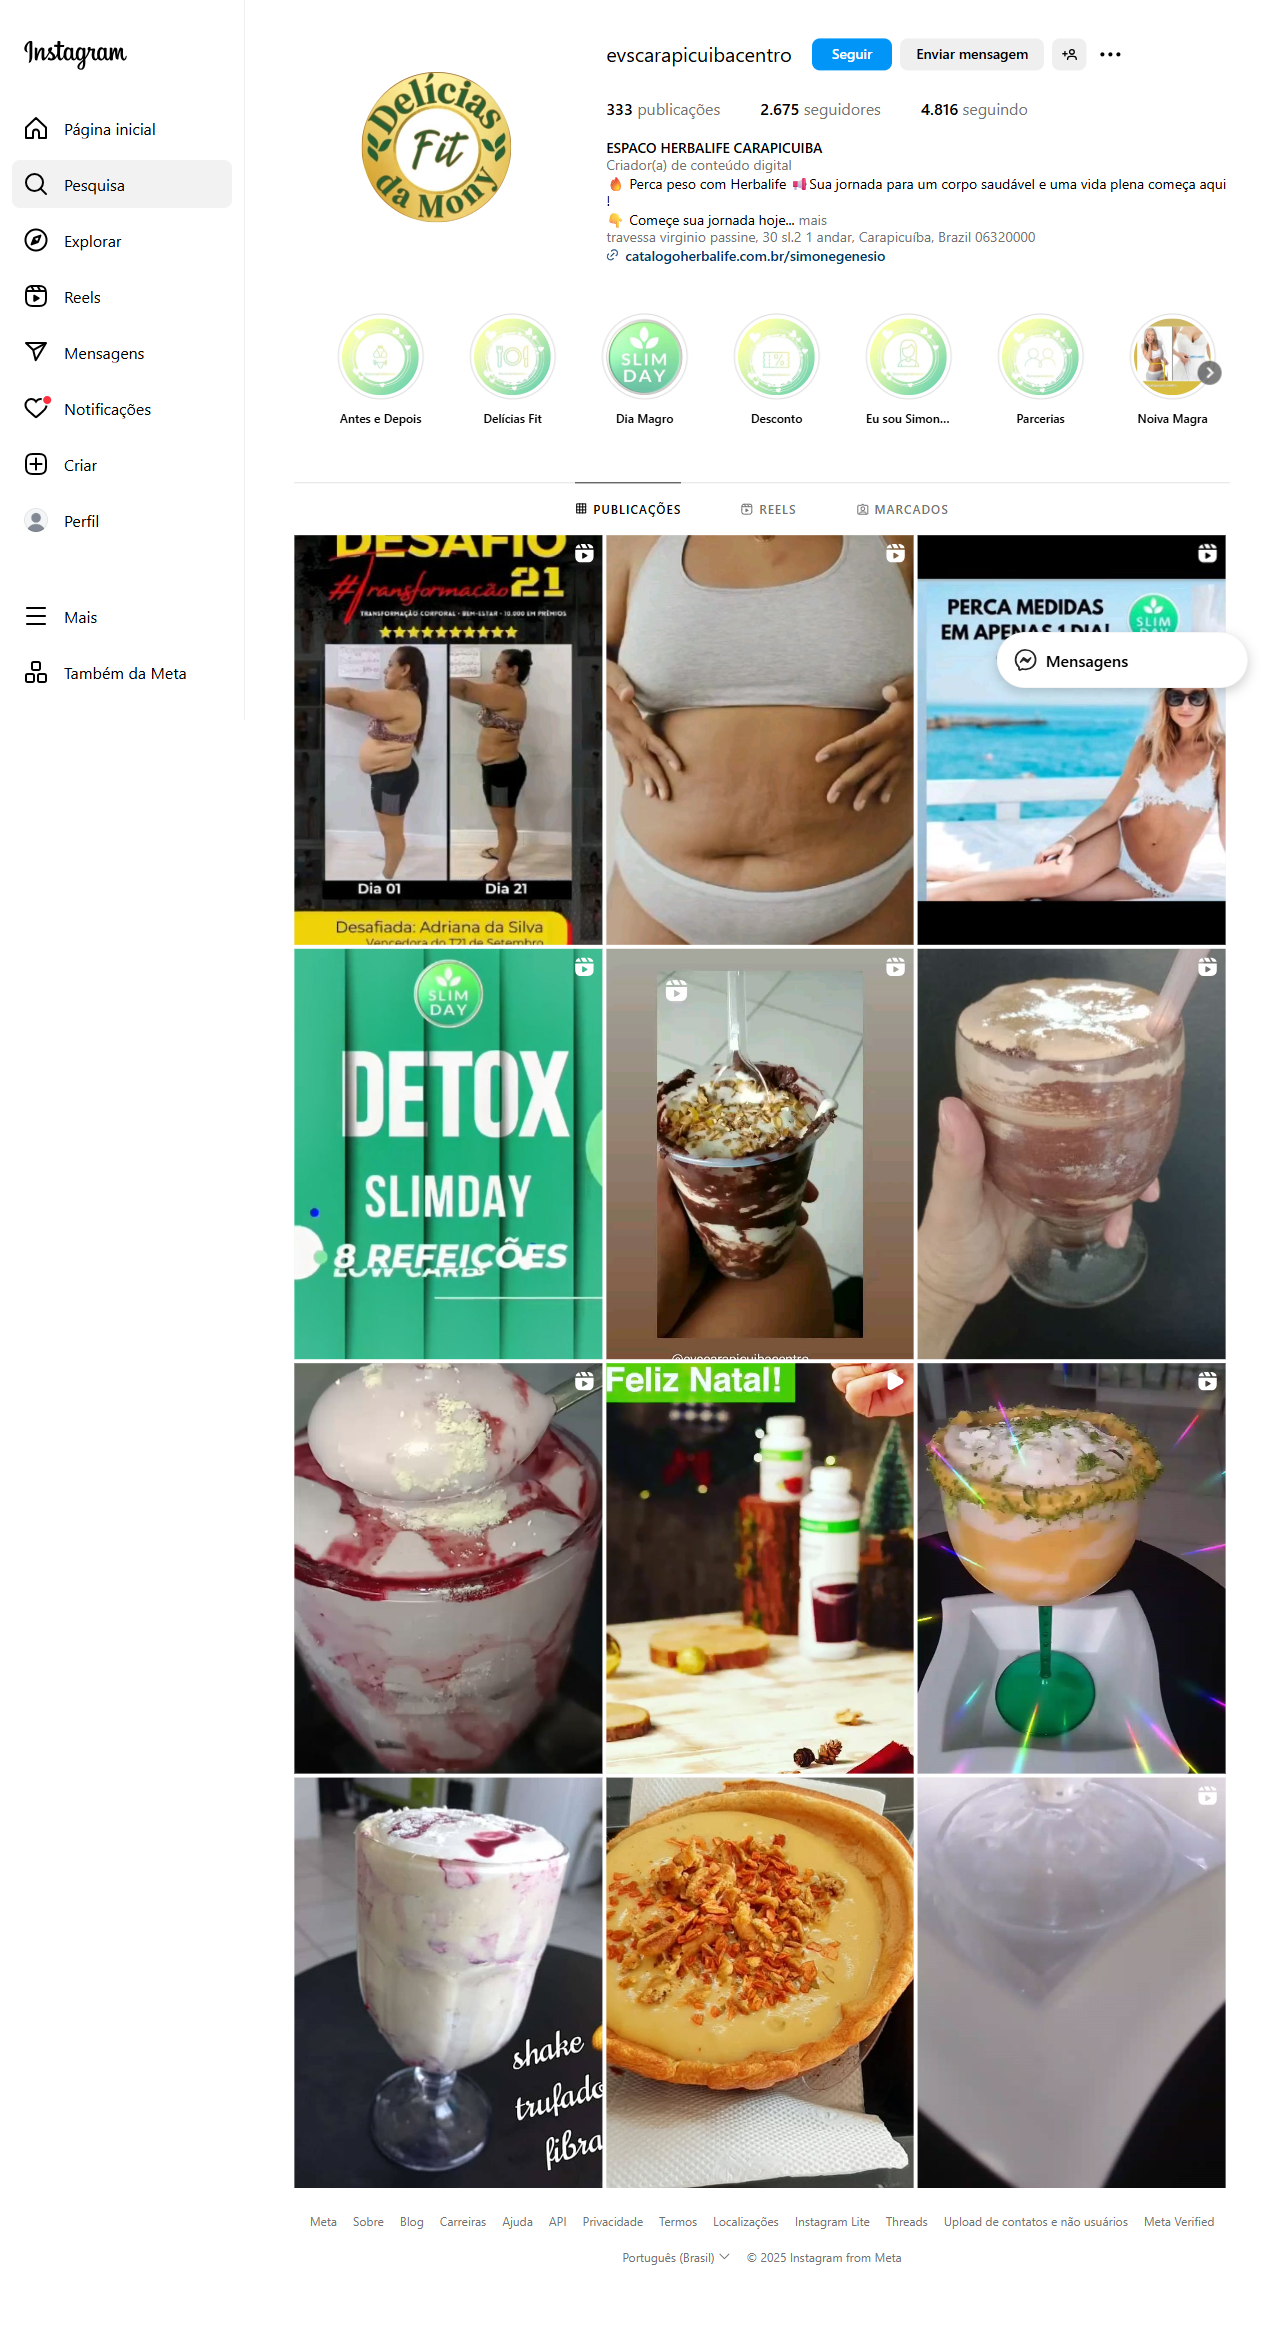 Instagram
Página inicial
Pesquisa
Explorar
Reels
Mensagens
Notificações
Criar
Perfil
Mais
Também da Meta
Delícias
Fit
da Mony
evscarapicuibacentro
Seguir
Enviar mensagem
333 publicações
2.675 seguidores
4.816 seguindo
ESPACO HERBALIFE CARAPICUIBA
Criador(a) de conteúdo digital
🔥 Perca peso com Herbalife 📢Sua jornada para um corpo saudável e uma vida plena começa aqui
!
👇 Começe sua jornada hoje... mais
travessa virginio passine, 30 sl.2 1 andar, Carapicuíba, Brazil 06320000
catalogoherbalife.com.br/simonegenesio
SLIM
DAY
Antes e Depois
Delícias Fit
Dia Magro
Desconto
Eu sou Simon...
Parcerias
Noiva Magra
PUBLICAÇÕES
REELS
MARCADOS
DESAFIO
#Transformação 21
TRANSFORMAÇÃO CORPORAL - BEM-ESTAR - 10.000 EM PRÊMIOS
Dia 01
Dia 21
Desafiada: Adriana da Silva
Vencedora do T21 de Setembro
PERCA MEDIDAS
EM APENAS 1 DIA!
SLIM
DAY
Mensagens
SLIM
DAY
DETOX
SLIMDAY
8 REFEIÇÕES
LOW CARB
@evscarapicuibacentro
Feliz Natal!
shake
trufado
fibra
Meta
Sobre
Blog
Carreiras
Ajuda
API
Privacidade
Termos
Localizações
Instagram Lite
Threads
Upload de contatos e não usuários
Meta Verified
Português (Brasil)
© 2025 Instagram from Meta